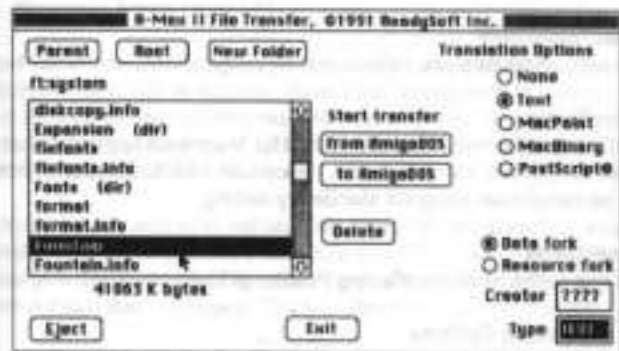 A-Max II File Transfer, ©1991 ReadySoft Inc.
Parent
Root
New Folder
f1:system
diskcopy.info
Expansion (dir)
fixfonts
fixfonts.info
Fonts (dir)
format
format.info
Fountain
Fountain.info
41063 K bytes
Eject
Start transfer
from AmigaDOS
to AmigaDOS
Delete
Exit
Translation Options
None
Text
MacPaint
MacBinary
PostScript®
Data fork
Resource fork
Creator ????
Type